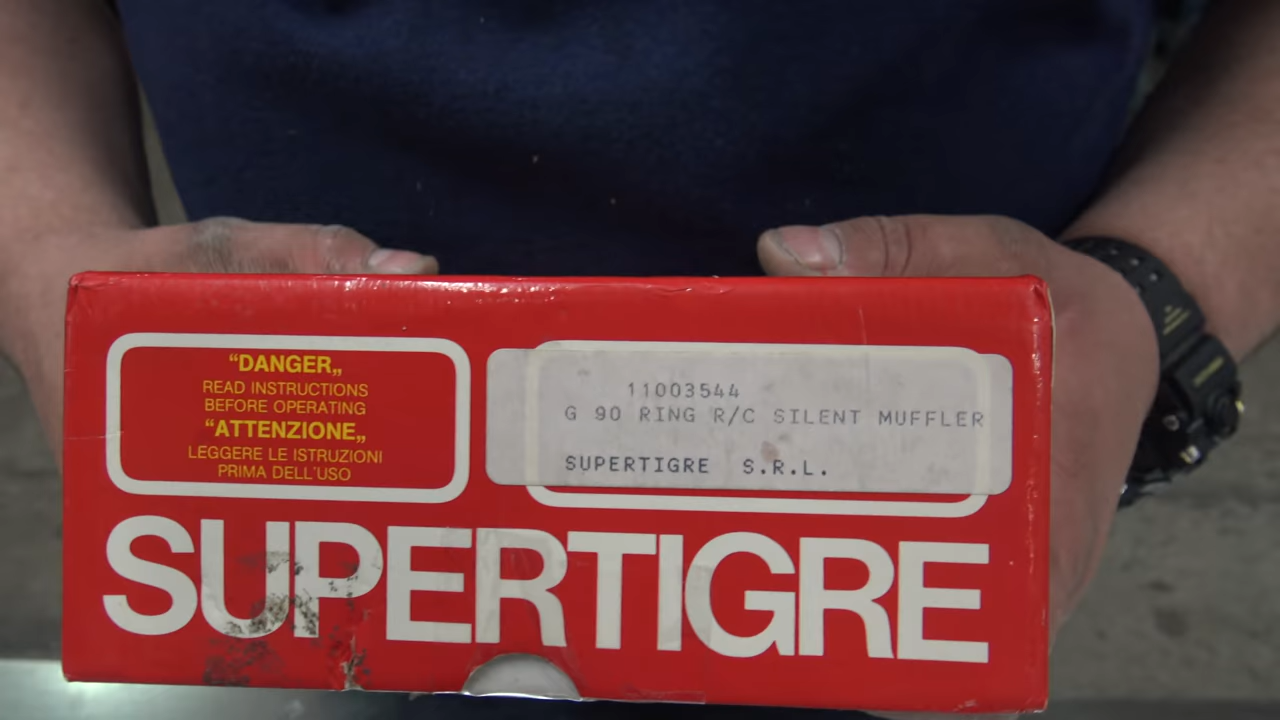 “DANGER„
READ INSTRUCTIONS
BEFORE OPERATING
“ATTENZIONE„
LEGGERE LE ISTRUZIONI
PRIMA DELL'USO
11003544
G 90 RING R/C SILENT MUFFLER
SUPERTIGRE S.R.L.
SUPERTIGRE